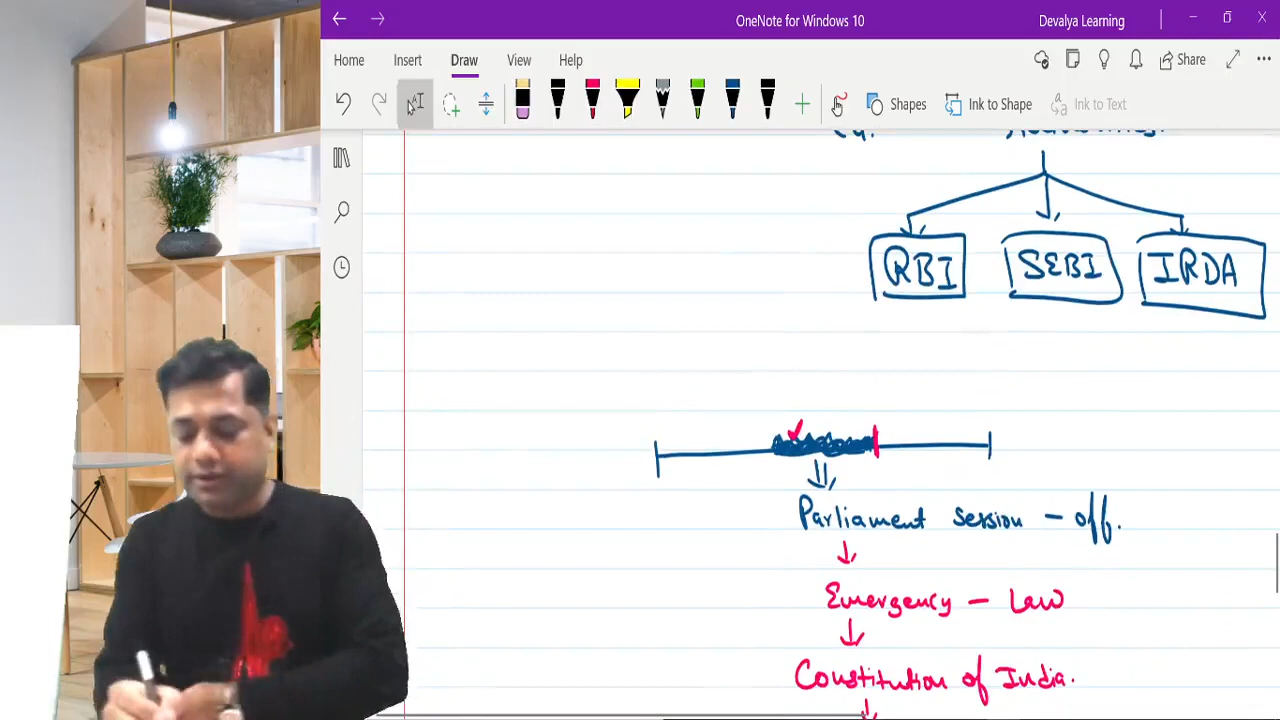 OneNote for Windows 10
Devalya Learning
Home Insert Draw View Help
Share
Shapes
Ink to Shape
Ink to Text
RBI SEBI IRDA
Parliament session - off.
Emergency - Law
Constitution of India.